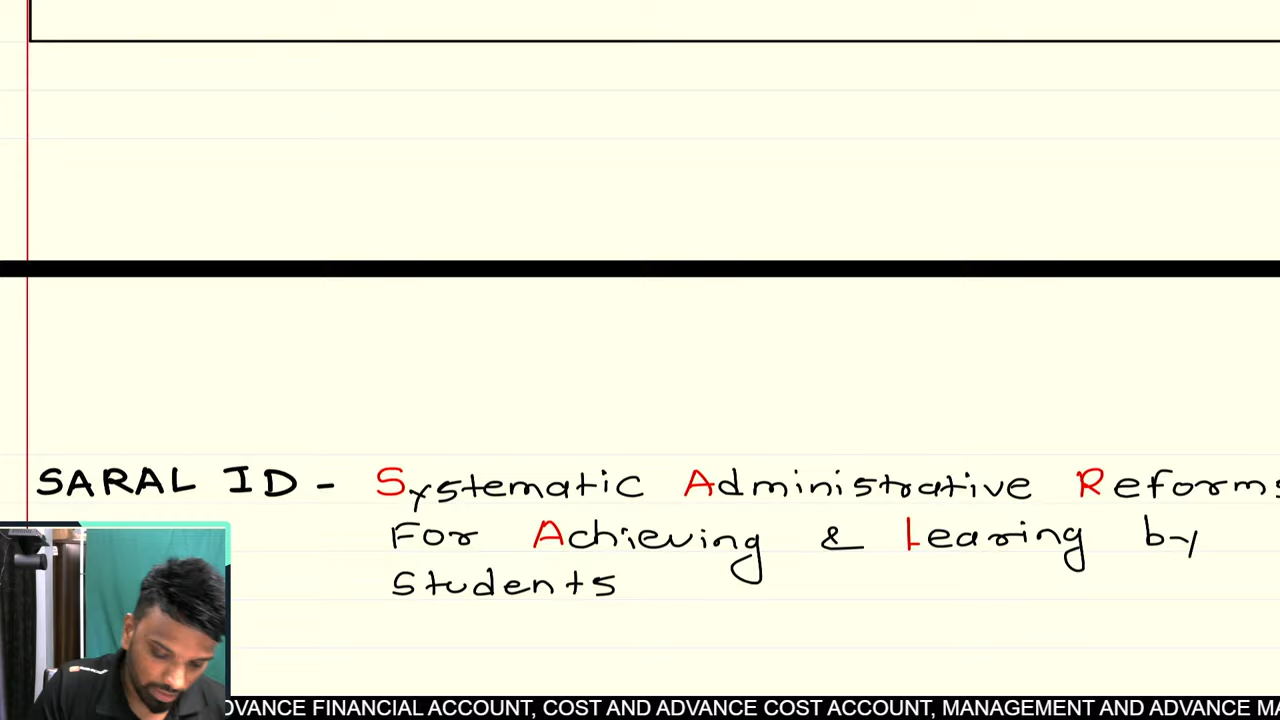 SARAL ID - Systematic Administrative Reforms
For Achieving & Learing by
Students
DVANCE FINANCIAL ACCOUNT, COST AND ADVANCE COST ACCOUNT, MANAGEMENT AND ADVANCE MA